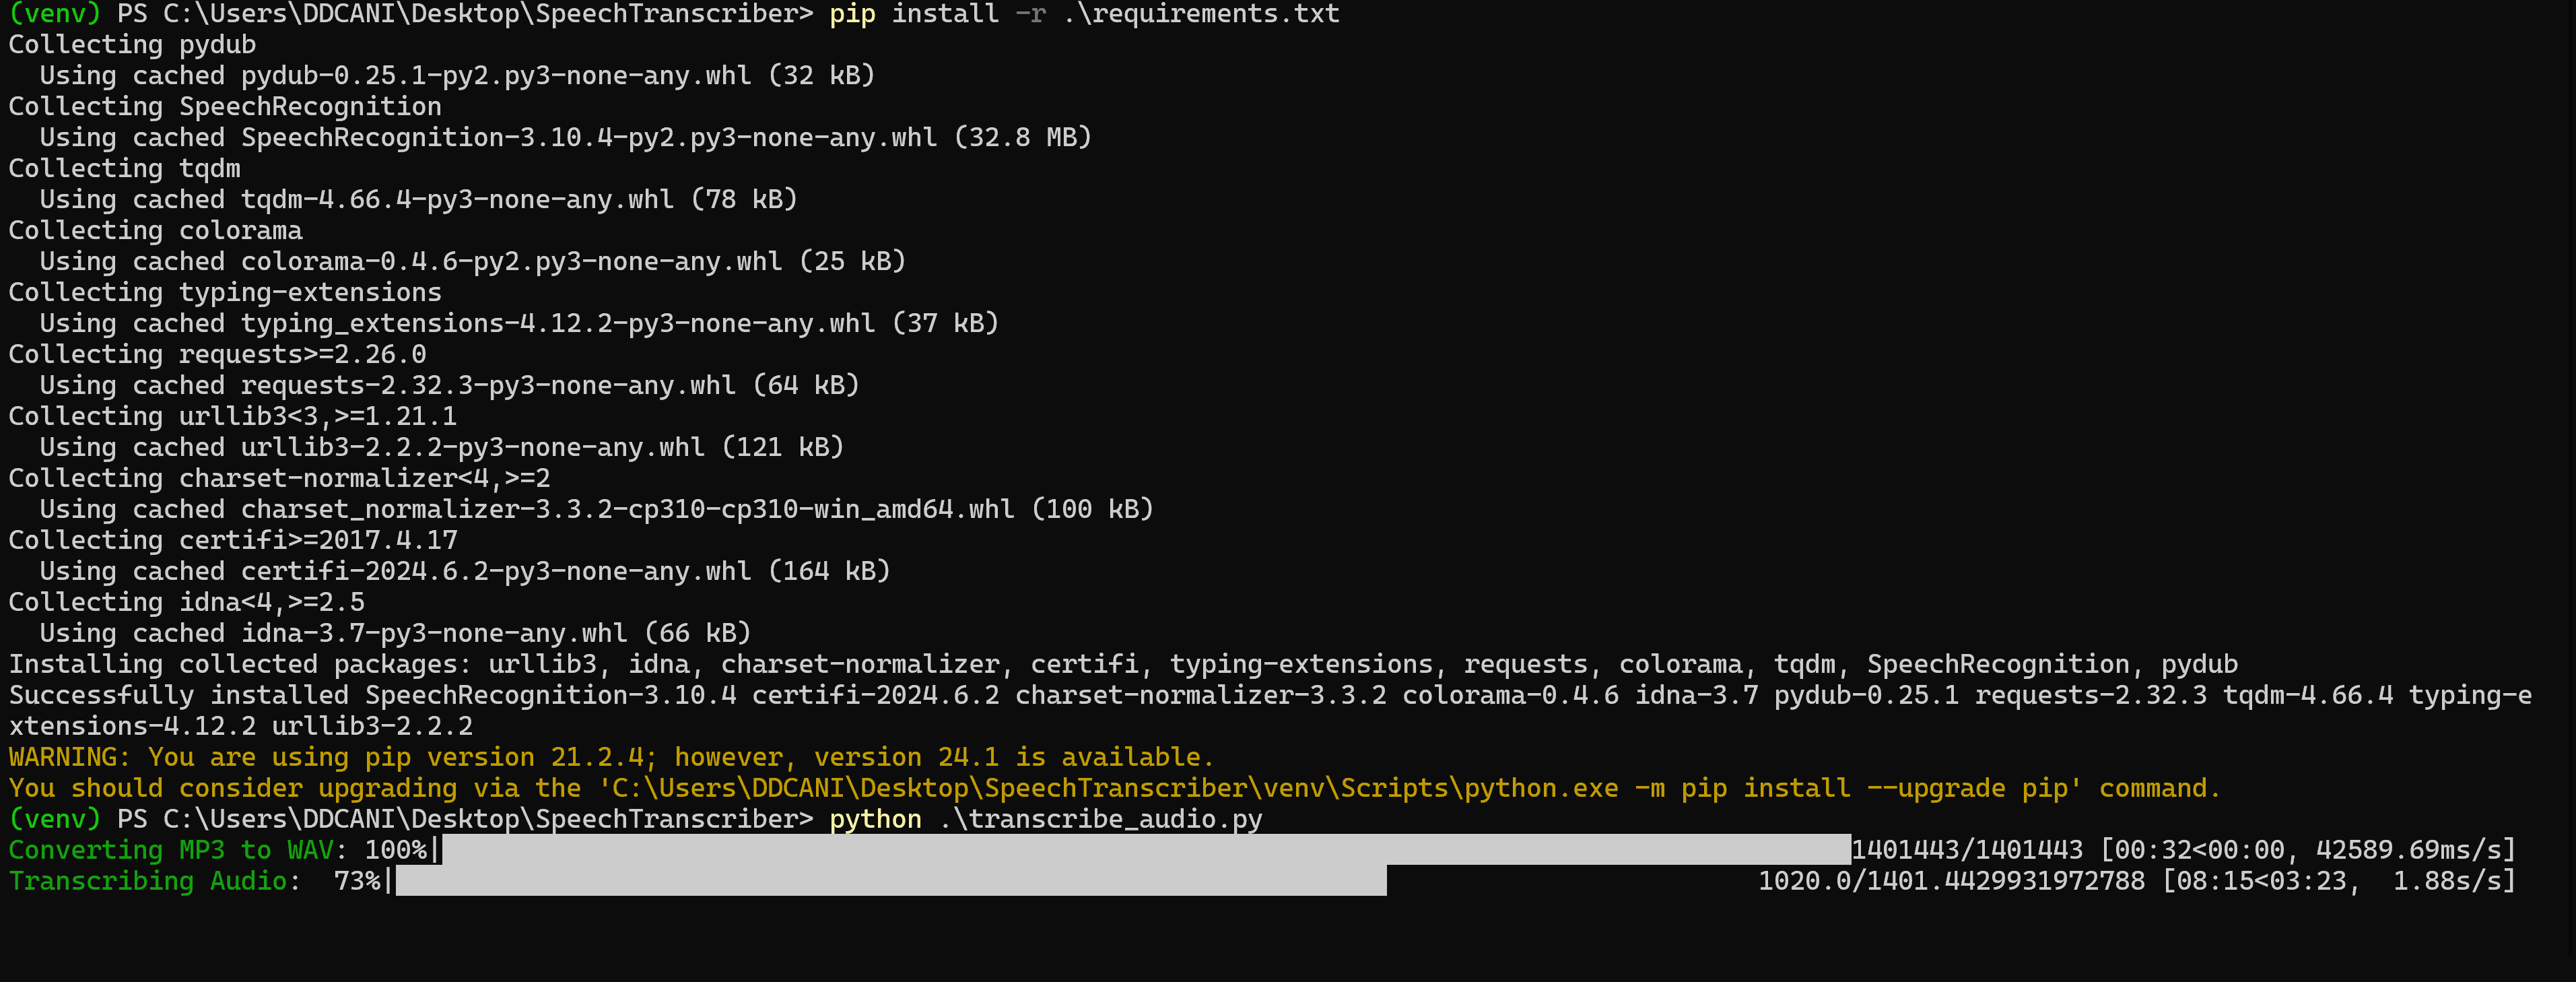 (venv) PS C:\Users\DDCANI\Desktop\SpeechTranscriber> pip install -r .\requirements.txt
Collecting pydub
  Using cached pydub-0.25.1-py2.py3-none-any.whl (32 kB)
Collecting SpeechRecognition
  Using cached SpeechRecognition-3.10.4-py2.py3-none-any.whl (32.8 MB)
Collecting tqdm
  Using cached tqdm-4.66.4-py3-none-any.whl (78 kB)
Collecting colorama
  Using cached colorama-0.4.6-py2.py3-none-any.whl (25 kB)
Collecting typing-extensions
  Using cached typing_extensions-4.12.2-py3-none-any.whl (37 kB)
Collecting requests>=2.26.0
  Using cached requests-2.32.3-py3-none-any.whl (64 kB)
Collecting urllib3<3,>=1.21.1
  Using cached urllib3-2.2.2-py3-none-any.whl (121 kB)
Collecting charset-normalizer<4,>=2
  Using cached charset_normalizer-3.3.2-cp310-cp310-win_amd64.whl (100 kB)
Collecting certifi>=2017.4.17
  Using cached certifi-2024.6.2-py3-none-any.whl (164 kB)
Collecting idna<4,>=2.5
  Using cached idna-3.7-py3-none-any.whl (66 kB)
Installing collected packages: urllib3, idna, charset-normalizer, certifi, typing-extensions, requests, colorama, tqdm, SpeechRecognition, pydub
Successfully installed SpeechRecognition-3.10.4 certifi-2024.6.2 charset-normalizer-3.3.2 colorama-0.4.6 idna-3.7 pydub-0.25.1 requests-2.32.3 tqdm-4.66.4 typing-e
xtensions-4.12.2 urllib3-2.2.2
WARNING: You are using pip version 21.2.4; however, version 24.1 is available.
You should consider upgrading via the 'C:\Users\DDCANI\Desktop\SpeechTranscriber\venv\Scripts\python.exe -m pip install --upgrade pip' command.
(venv) PS C:\Users\DDCANI\Desktop\SpeechTranscriber> python .\transcribe_audio.py
Converting MP3 to WAV: 100%| 1401443/1401443 [00:32<00:00, 42589.69ms/s]
Transcribing Audio:  73%| 1020.0/1401.4429931972788 [08:15<03:23,  1.88s/s]